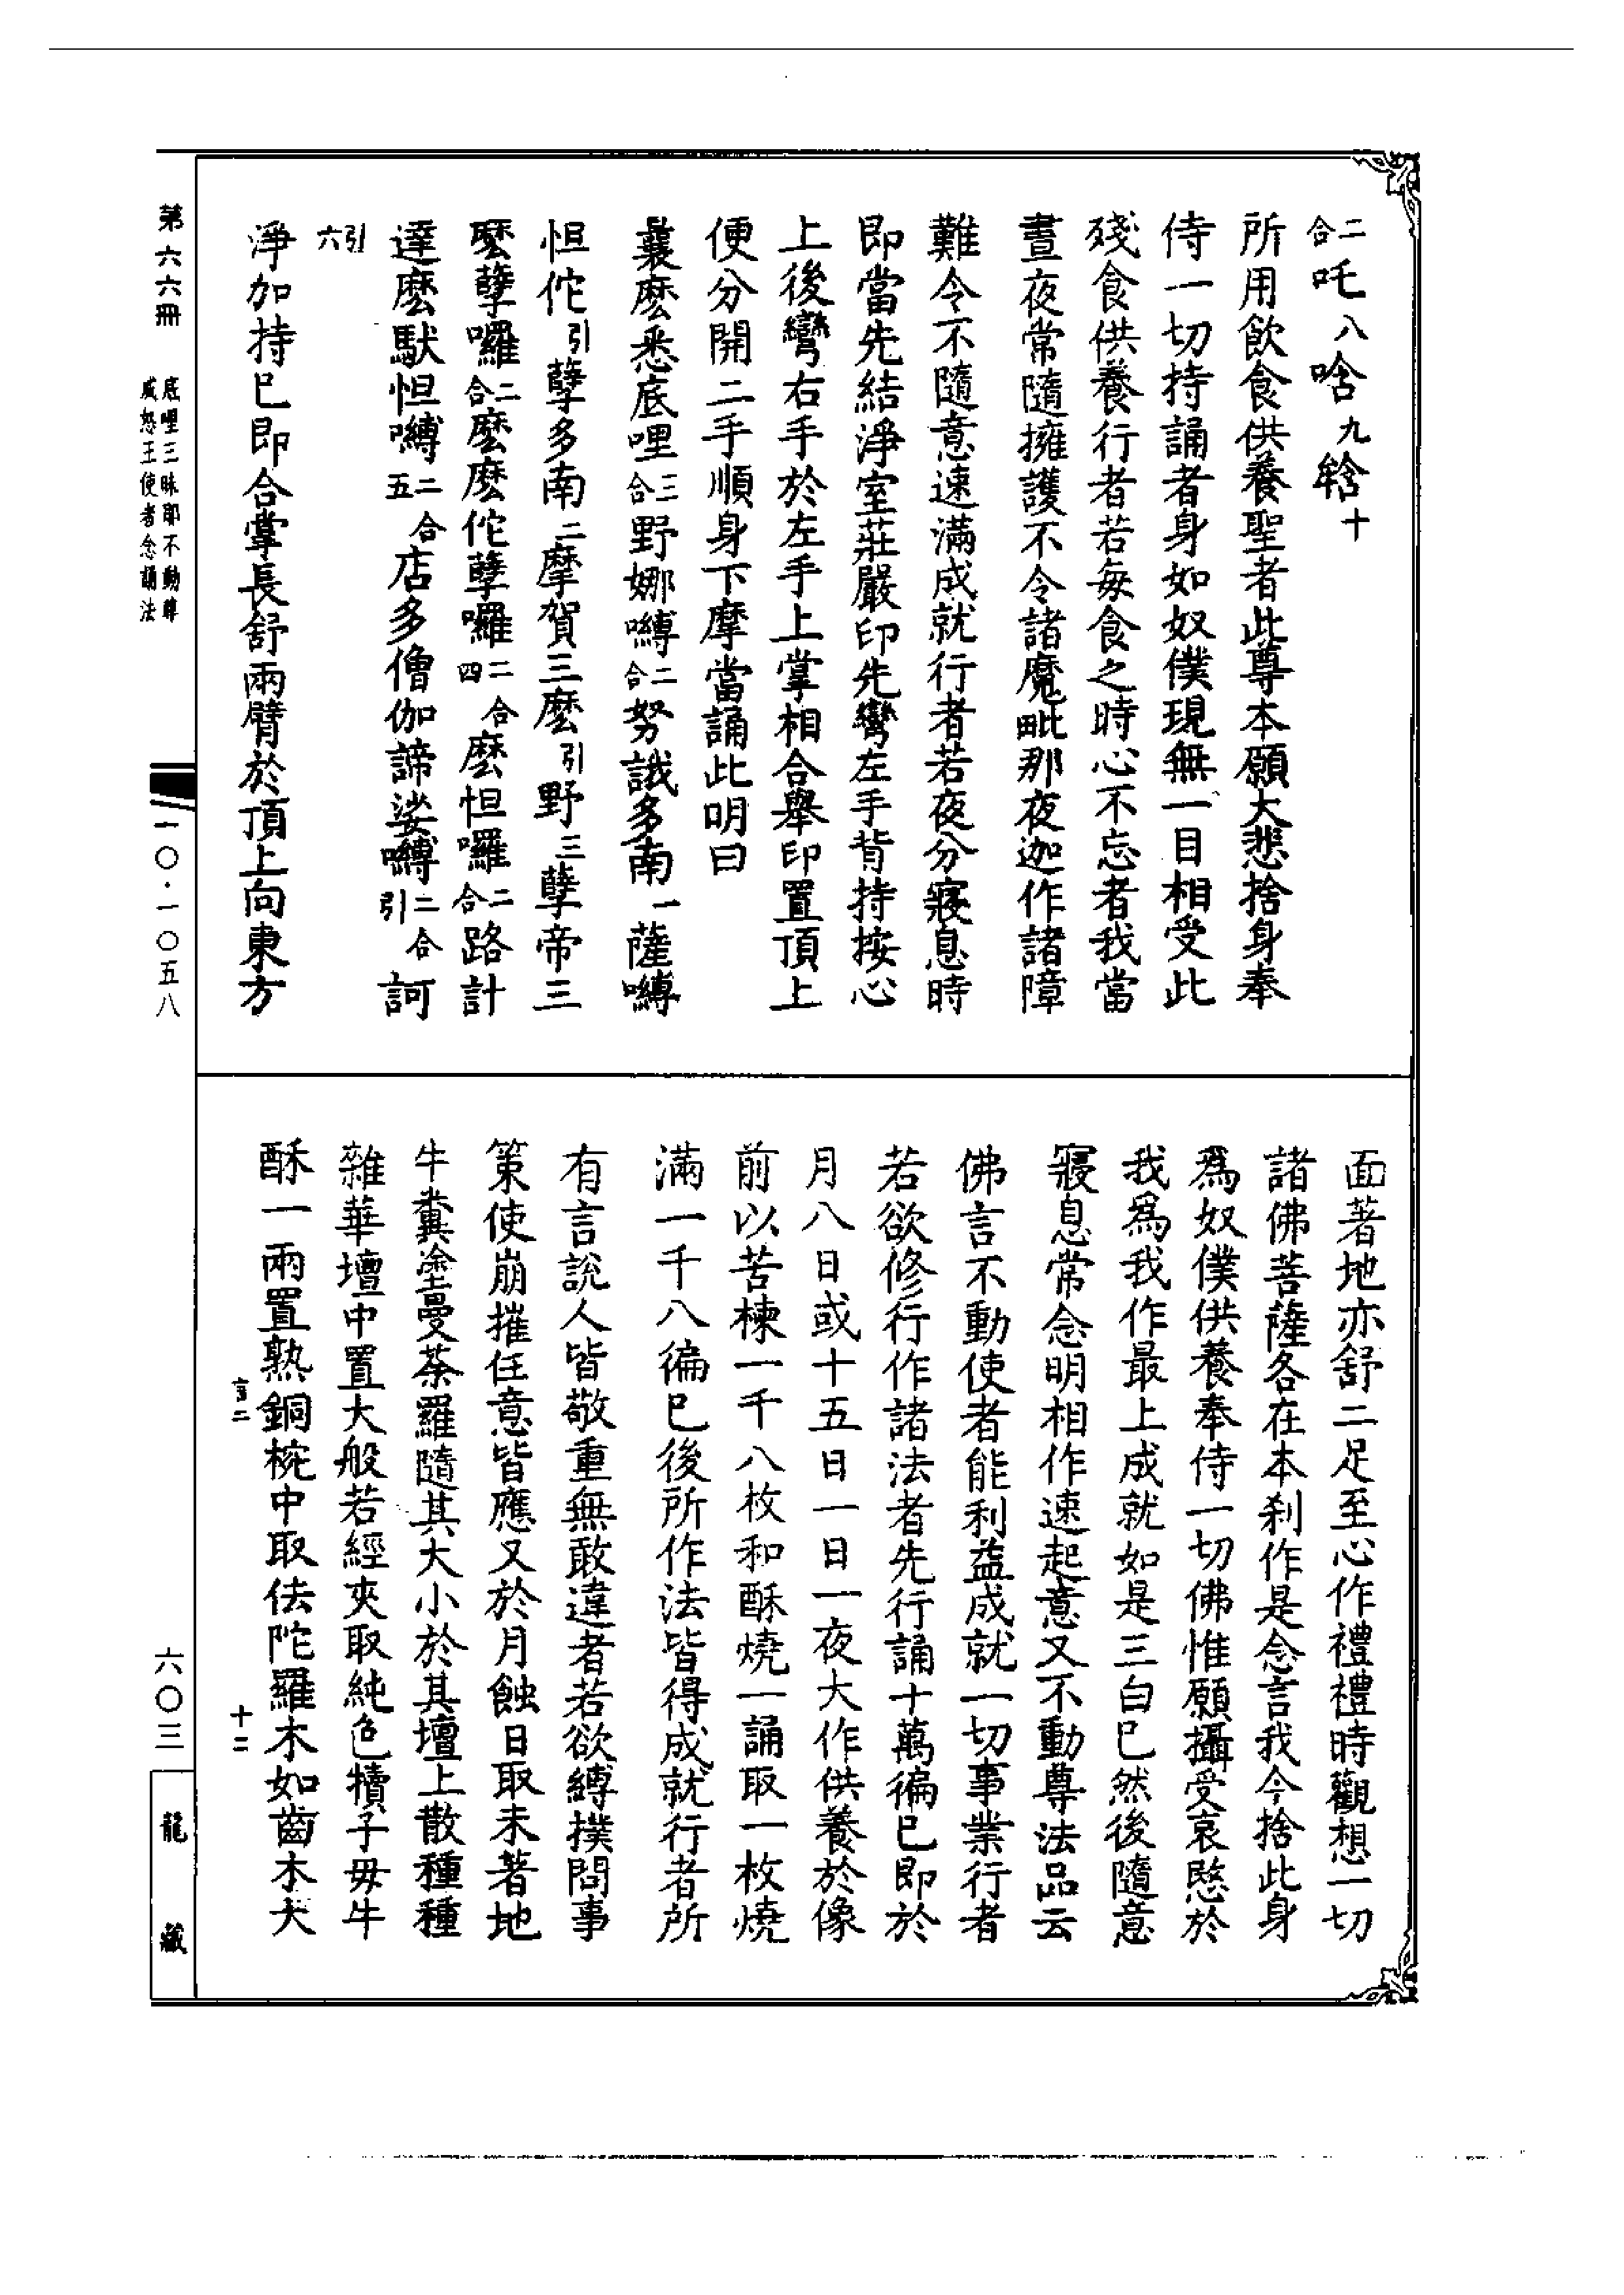 二合吒八唅九𤚥十
所用飲食供養聖者此尊本願大悲捨身奉
侍一切持誦者身如奴僕現無一目相受此
殘食供養行者若每食之時心不忘者我當
晝夜常隨擁護不令諸魔毗那夜迦作諸障
難令不隨意速滿成就行者若夜分寢息時
即當先結淨室莊嚴印先彎左手背持按心
上後彎右手於左手上掌相合舉印置頂上
便分開二手順身下摩當誦此明曰
曩麼悉底哩三合野娜嚩二合努誐多南一薩嚩
怛佗引孽多南二摩賀三麼引野三孽帝三
麼孽囉二合麼麼佗孽囉二合四麼怛囉二合路計
達麼馱怛嚩二合五店多僧伽諦娑嚩二合引訶
引六
淨加持已即合掌長舒兩臂於頂上向東方
面著地亦舒二足至心作禮禮時觀想一切
諸佛菩薩各在本剎作是念言我今捨此身
爲奴僕供養奉侍一切佛惟願攝受哀愍於
我爲我作最上成就如是三白已然後隨意
寢息常念明相作速起意又不動尊法品云
佛言不動使者能利益成就一切事業行者
若欲修行作諸法者先行誦十萬徧已即於
月八日或十五日一日一夜大作供養於像
前以苦楝一千八枚和酥燒一誦取一枚燒
滿一千八徧已後所作法皆得成就行者所
有言說人皆敬重無敢違者若欲縛撲問事
策使崩摧任意皆應又於月蝕日取未著地
牛糞塗曼荼羅隨其大小於其壇上散種種
雜華壇中置大般若經夾取純色犢子毋牛
酥一兩置熟銅椀中取佉陀羅木如齒木大
言二
十二
第六六冊
底哩三昧耶不動尊
威怒王使者念誦法
一〇·一〇五八
六〇三
龍藏